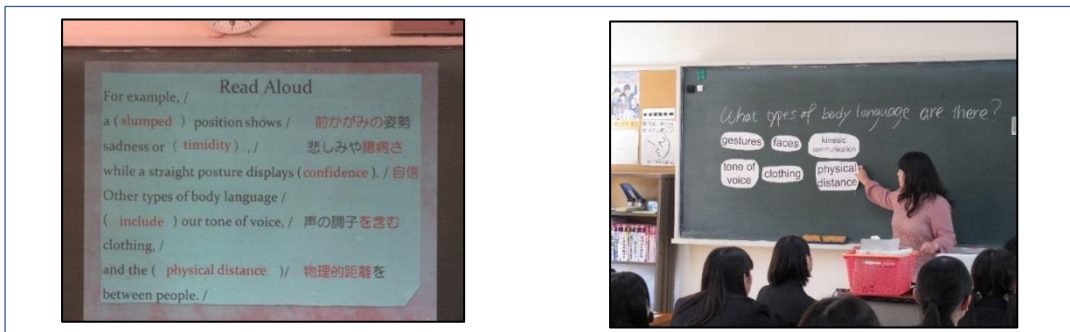 Read Aloud
For example, /
a ( slumped ) position shows / 前かがみの姿勢
sadness or ( timidity ) , / 悲しみや臆病さ
while a straight posture displays (confidence ). / 自信
Other types of body language /
( include ) our tone of voice, / 声の調子を含む
clothing, /
and the ( physical distance )/ 物理的距離を
between people. /
What types of body language are there?
gestures
faces
kinesic communication
tone of voice
clothing
physical distance